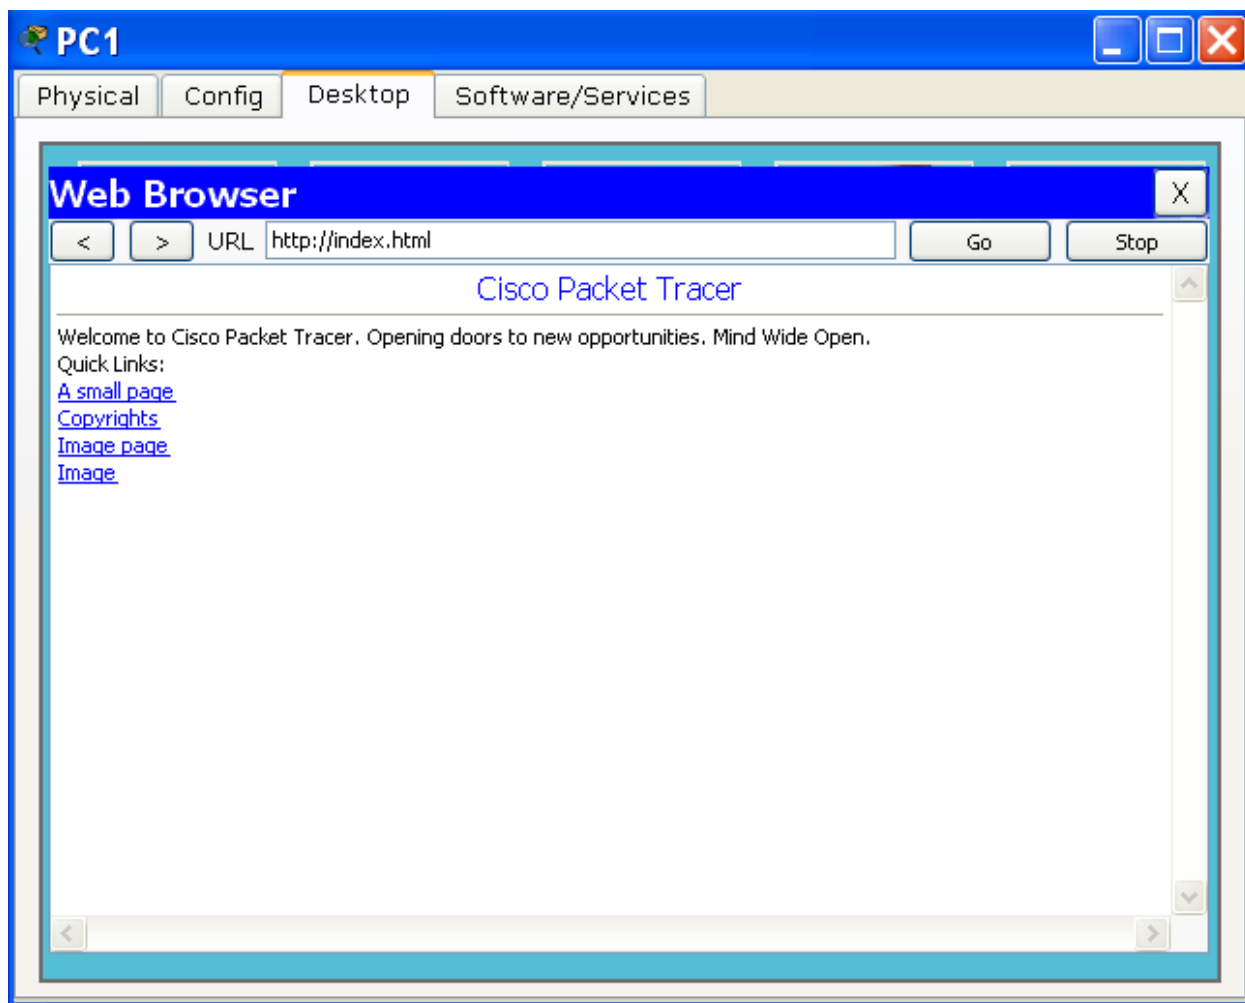 PC1
Physical Config Desktop Software/Services
Web Browser X
< > URL http://index.html Go Stop
Cisco Packet Tracer
Welcome to Cisco Packet Tracer. Opening doors to new opportunities. Mind Wide Open.
Quick Links:
A small page
Copyrights
Image page
Image